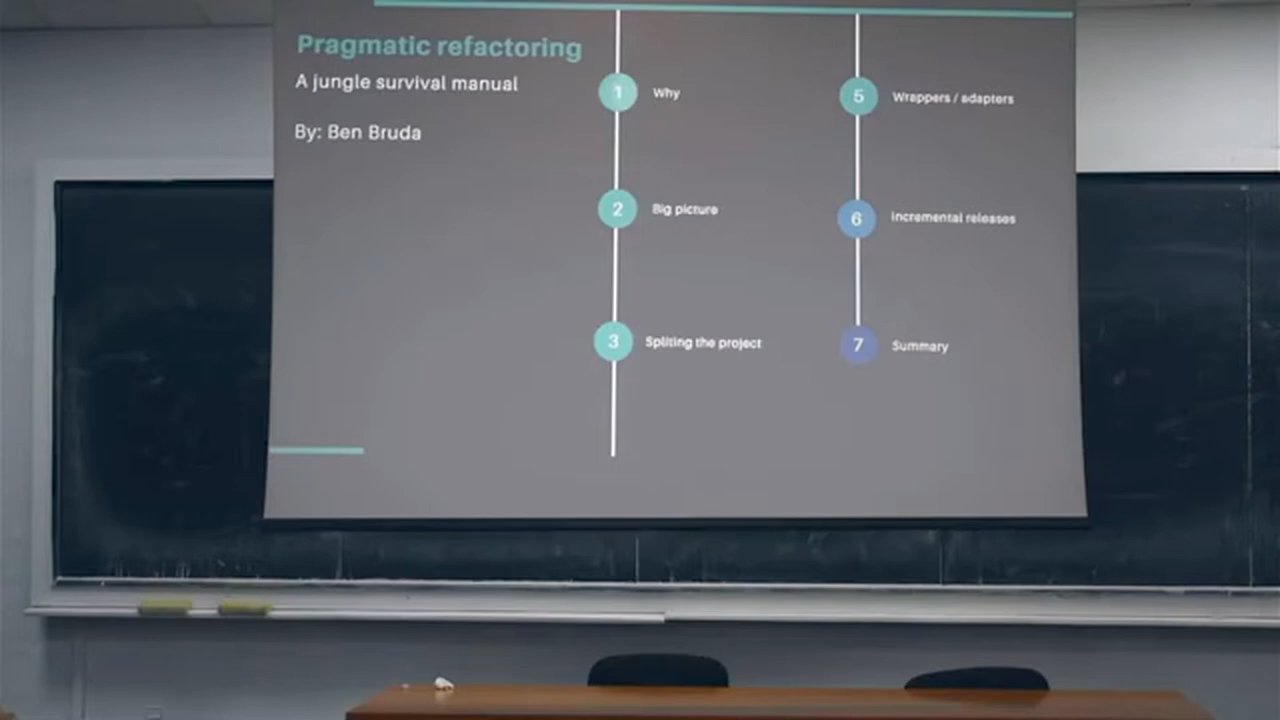 Pragmatic refactoring
A jungle survival manual
By: Ben Bruda
1 Why
2 Big picture
3 Spliting the project
5 Wrappers / adapters
6 Incremental releases
7 Summary